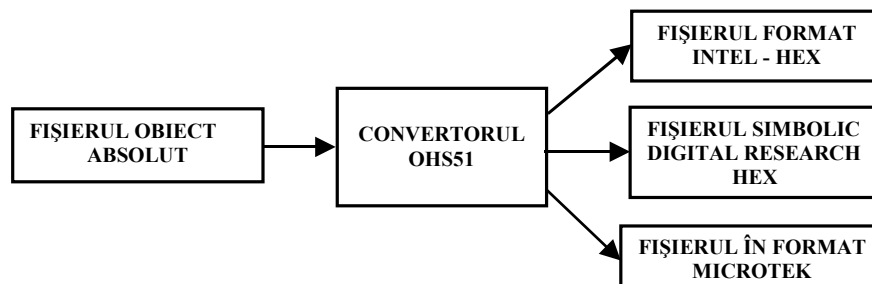 FIŞIERUL OBIECT
ABSOLUT
CONVERTORUL
OHS51
FIŞIERUL FORMAT
INTEL - HEX
FIŞIERUL SIMBOLIC
DIGITAL RESEARCH
HEX
FIŞIERUL ÎN FORMAT
MICROTEK